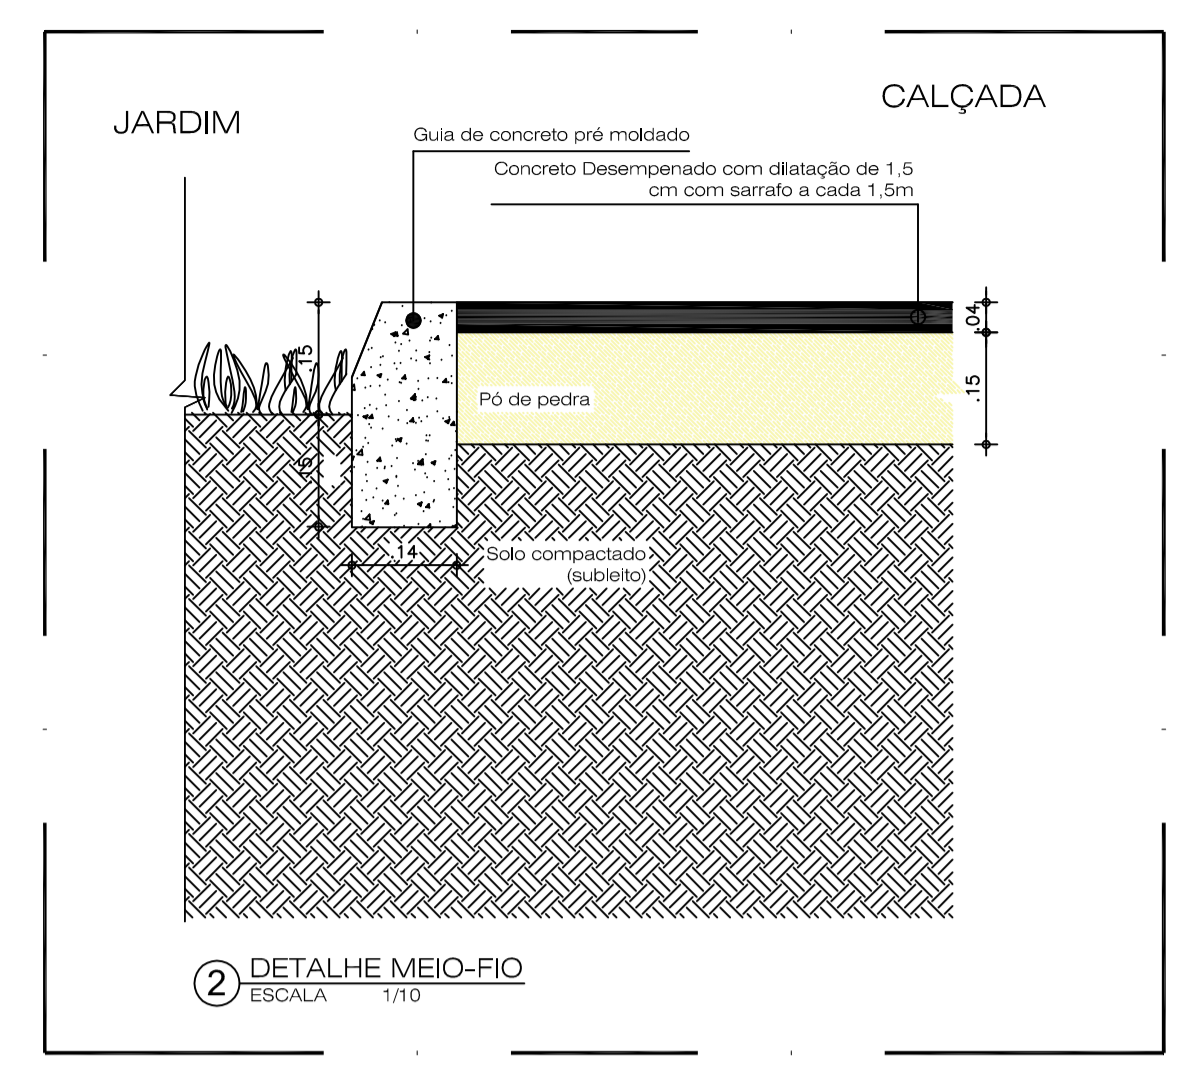 JARDIM
CALÇADA
Guia de concreto pré moldado
Concreto Desempenado com dilatação de 1,5
cm com sarrafo a cada 1,5m
.15
.04
.15
Pó de pedra
.15
.14
Solo compactado
(subleito)
2
DETALHE MEIO-FIO
ESCALA 1/10